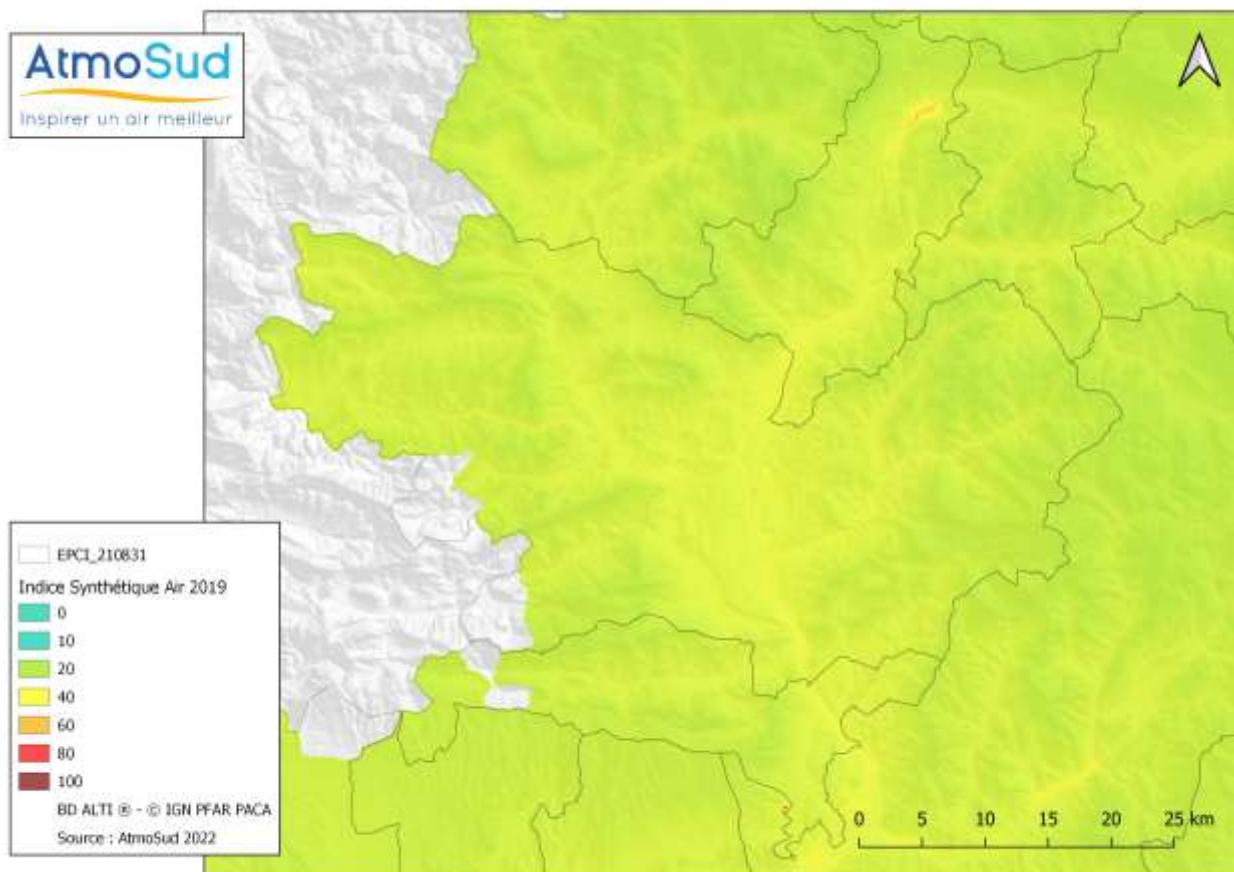 AtmoSud
Inspirer un air meilleur
EPCI_210831
Indice Synthétique Air 2019
0
10
20
40
60
80
100
BD ALTI ® - © IGN PFAR PACA
Source : AtmoSud 2022
0 5 10 15 20 25 km